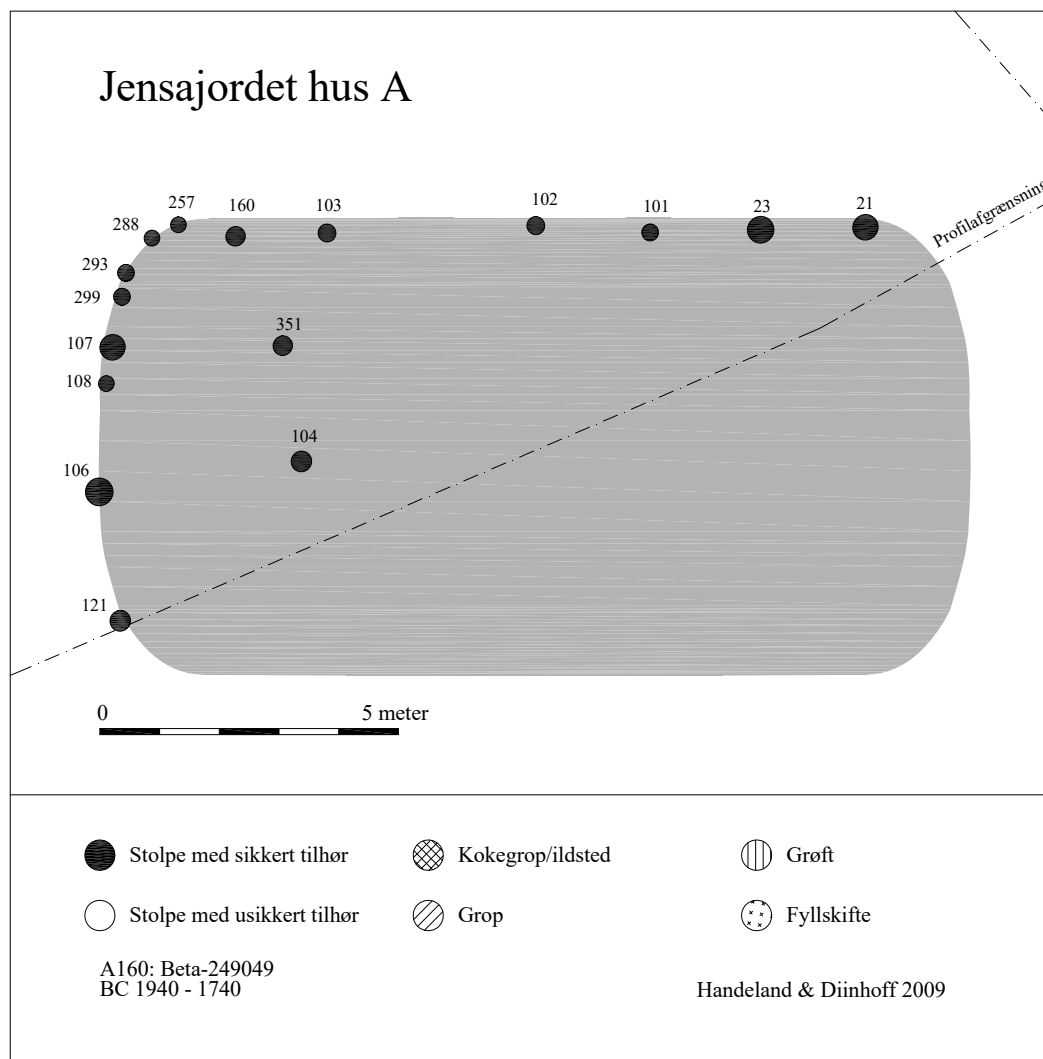 Jensajordet hus A
257
160
103
102
101
23
21
288
Profilafgrænsning
293
299
351
107
108
104
106
121
0 5 meter
Stolpe med sikkert tilhør
Kokegrop/ildsted
Grøft
Stolpe med usikkert tilhør
Grop
Fyllskifte
A160: Beta-249049
BC 1940 - 1740
Handeland & Diinhoff 2009